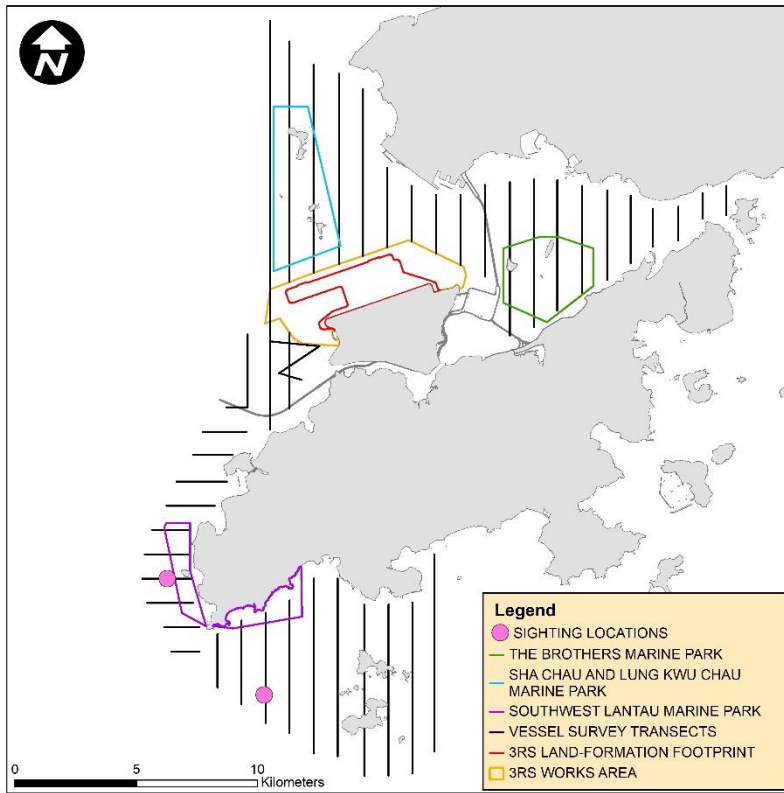 N
Legend
SIGHTING LOCATIONS
THE BROTHERS MARINE PARK
SHA CHAU AND LUNG KWU CHAU
MARINE PARK
SOUTHWEST LANTAU MARINE PARK
VESSEL SURVEY TRANSECTS
3RS LAND-FORMATION FOOTPRINT
3RS WORKS AREA
0 5 10
Kilometers